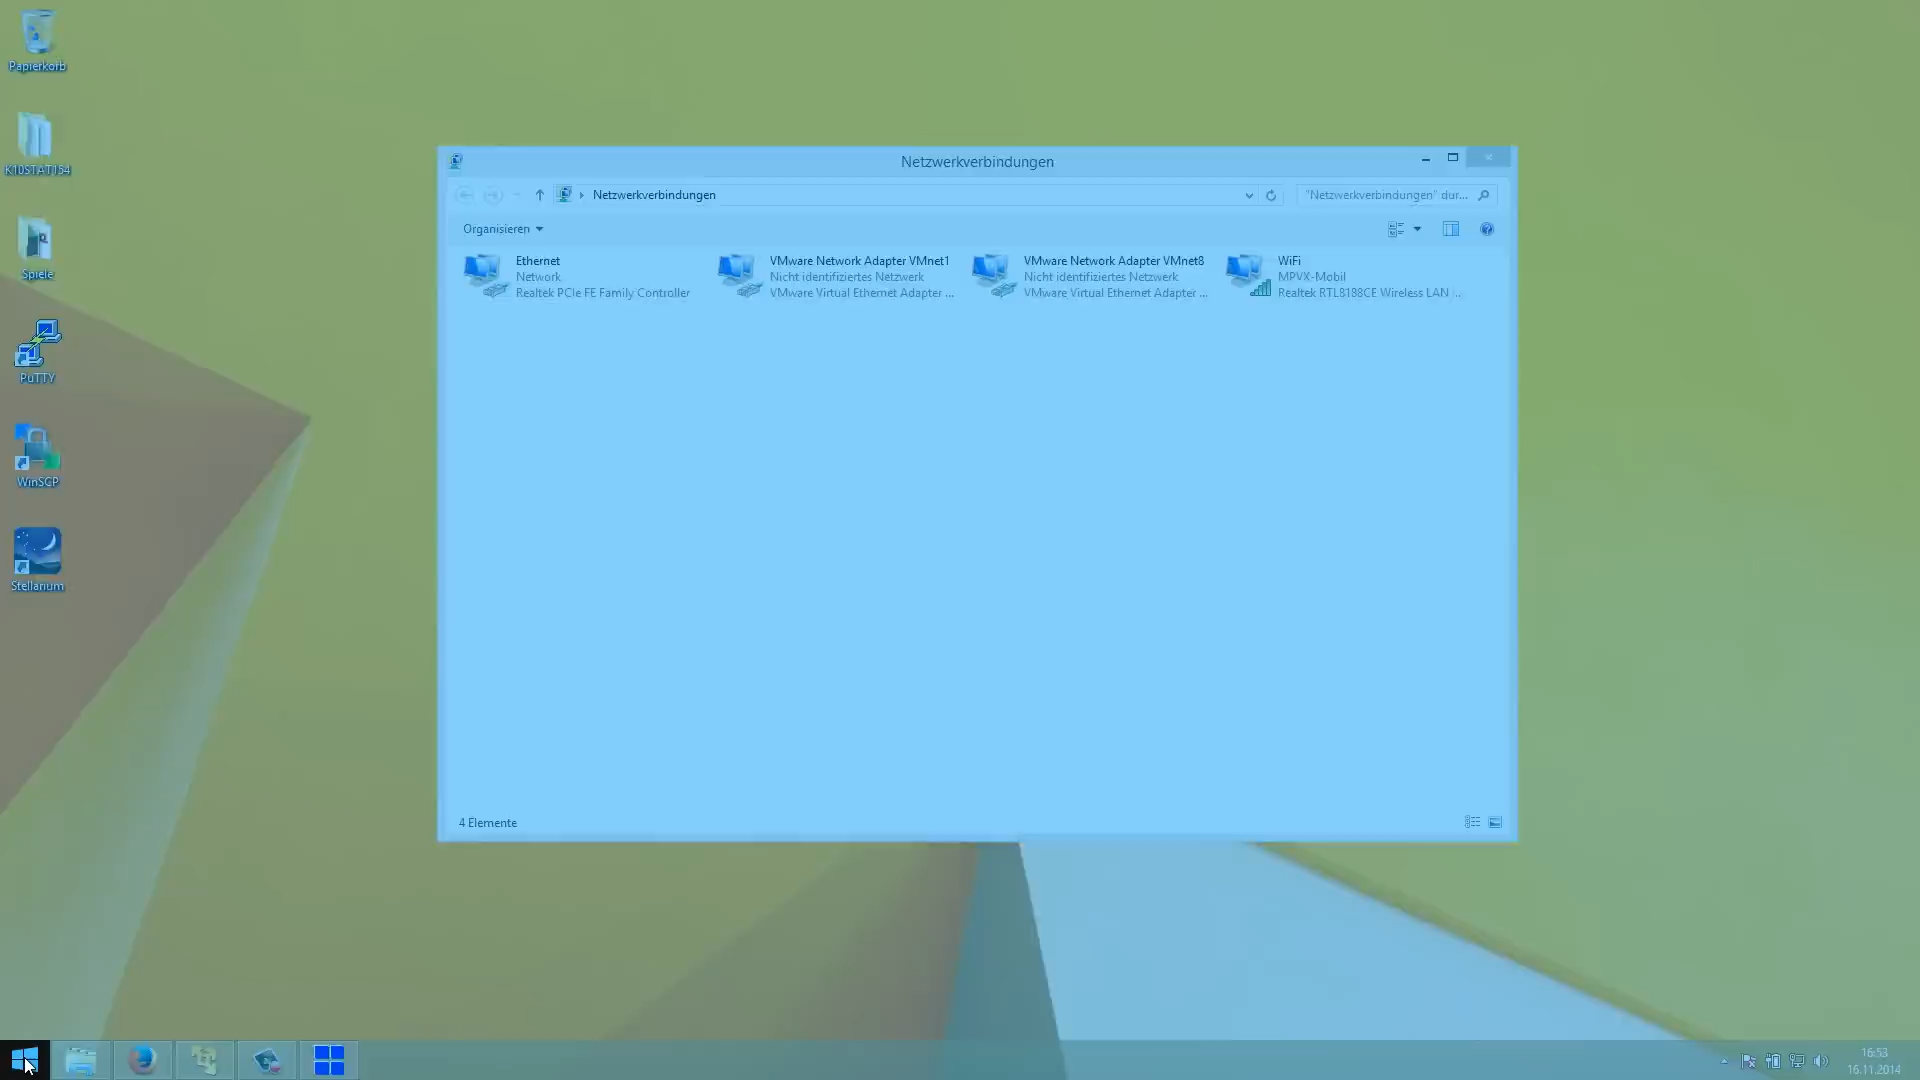 Papierkorb
K10STAT154
Spiele
PuTTY
WinSCP
Stellarium
Netzwerkverbindungen
Netzwerkverbindungen
"Netzwerkverbindungen" dur...
Organisieren
Ethernet
Network
Realtek PCIe FE Family Controller
VMware Network Adapter VMnet1
Nicht identifiziertes Netzwerk
VMware Virtual Ethernet Adapter ...
VMware Network Adapter VMnet8
Nicht identifiziertes Netzwerk
VMware Virtual Ethernet Adapter ...
WiFi
MPVX-Mobil
Realtek RTL8188CE Wireless LAN ...
4 Elemente
16:53
16.11.2014